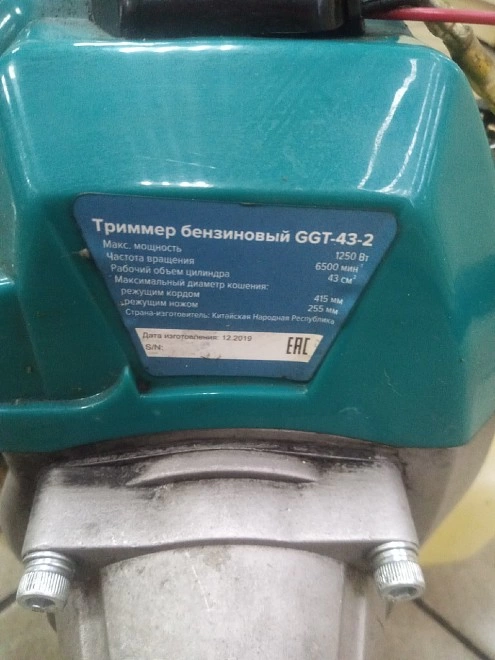 Триммер бензиновый GGT-43-2
Макс. мощность 1250 Вт
Частота вращения 6500 мин⁻¹
Рабочий объем цилиндра 43 см³
Максимальный диаметр кошения:
режущим кордом 415 мм
режущим ножом 255 мм
Страна-изготовитель: Китайская Народная Республика
Дата изготовления: 12.2019
S/N:
EAC